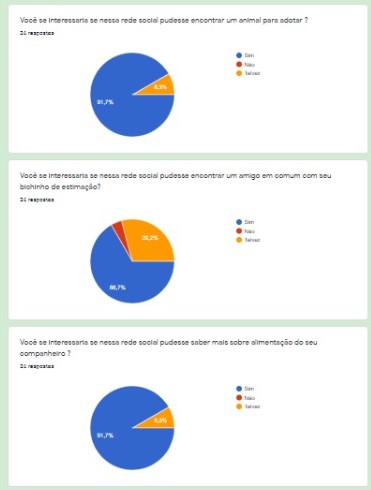 Você se interessaria se nessa rede social pudesse encontrar um animal para adotar ?
24 respostas
Sim
Não
Talvez
8,3%
91,7%
Você se interessaria se nessa rede social pudesse encontrar um amigo em comum com seu
bichinho de estimação?
24 respostas
Sim
Não
Talvez
29,2%
66,7%
Você se interessaria se nessa rede social pudesse saber mais sobre alimentação do seu
companheiro ?
24 respostas
Sim
Não
Talvez
8,3%
91,7%